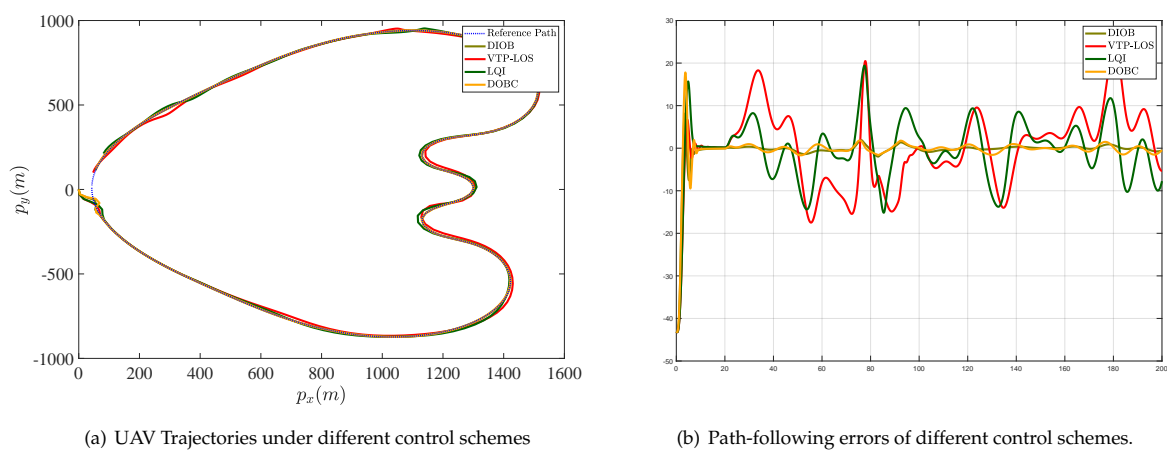 1000
500
0
-500
-1000
p_y(m)
0 200 400 600 800 1000 1200 1400 1600
p_x(m)
Reference Path
DIOB
VTP-LOS
LQI
DOBC
(a) UAV Trajectories under different control schemes
30
20
10
0
-10
-20
-30
-40
-50
0 20 40 60 80 100 120 140 160 180 200
DIOB
VTP-LOS
LQI
DOBC
(b) Path-following errors of different control schemes.